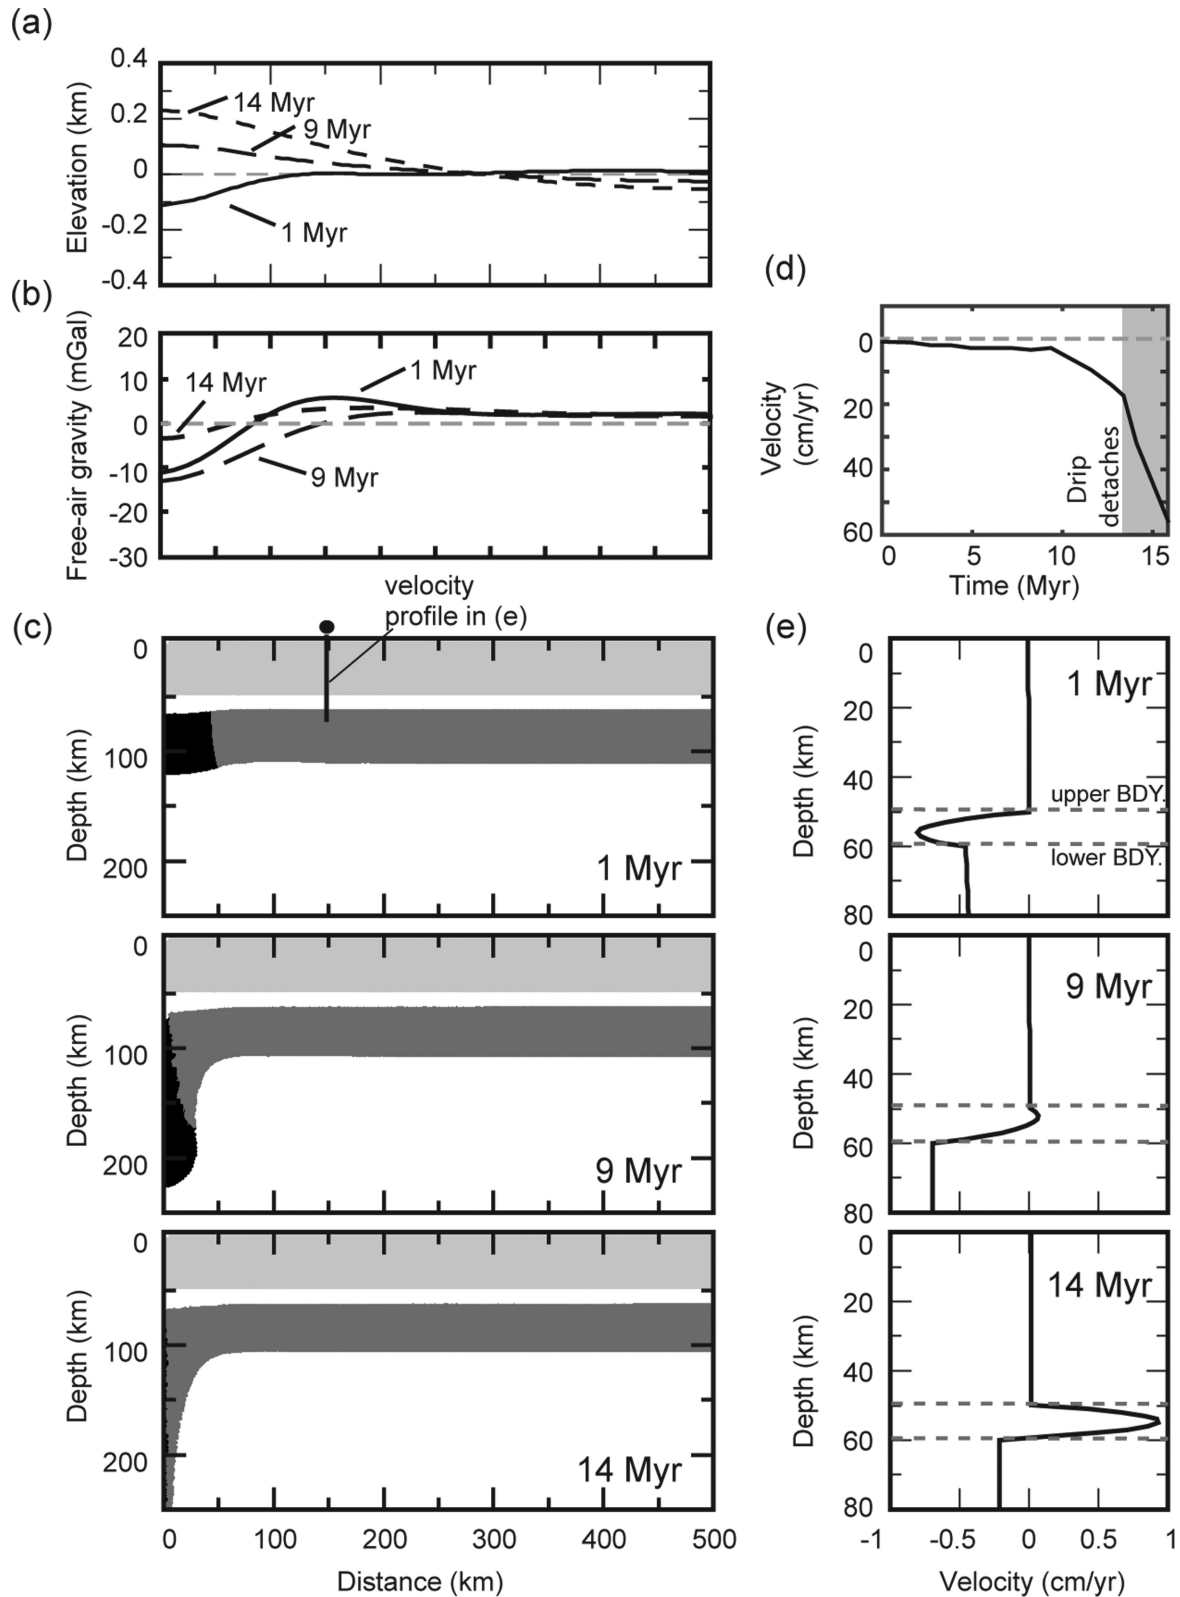 (a)
0.4
0.2
0
-0.2
-0.4
Elevation (km)
14 Myr
9 Myr
1 Myr
(b)
20
10
0
-10
-20
-30
Free-air gravity (mGal)
14 Myr
1 Myr
9 Myr
(d)
0
20
40
60
Velocity
(cm/yr)
Drip
detaches
0 5 10 15
Time (Myr)
velocity
profile in (e)
(c)
0
100
200
Depth (km)
1 Myr
0
100
200
Depth (km)
9 Myr
0
100
200
Depth (km)
14 Myr
0 100 200 300 400 500
Distance (km)
(e)
0
20
40
60
80
Depth (km)
1 Myr
upper BDY.
lower BDY.
0
20
40
60
80
Depth (km)
9 Myr
0
20
40
60
80
Depth (km)
14 Myr
-1 -0.5 0 0.5 1
Velocity (cm/yr)